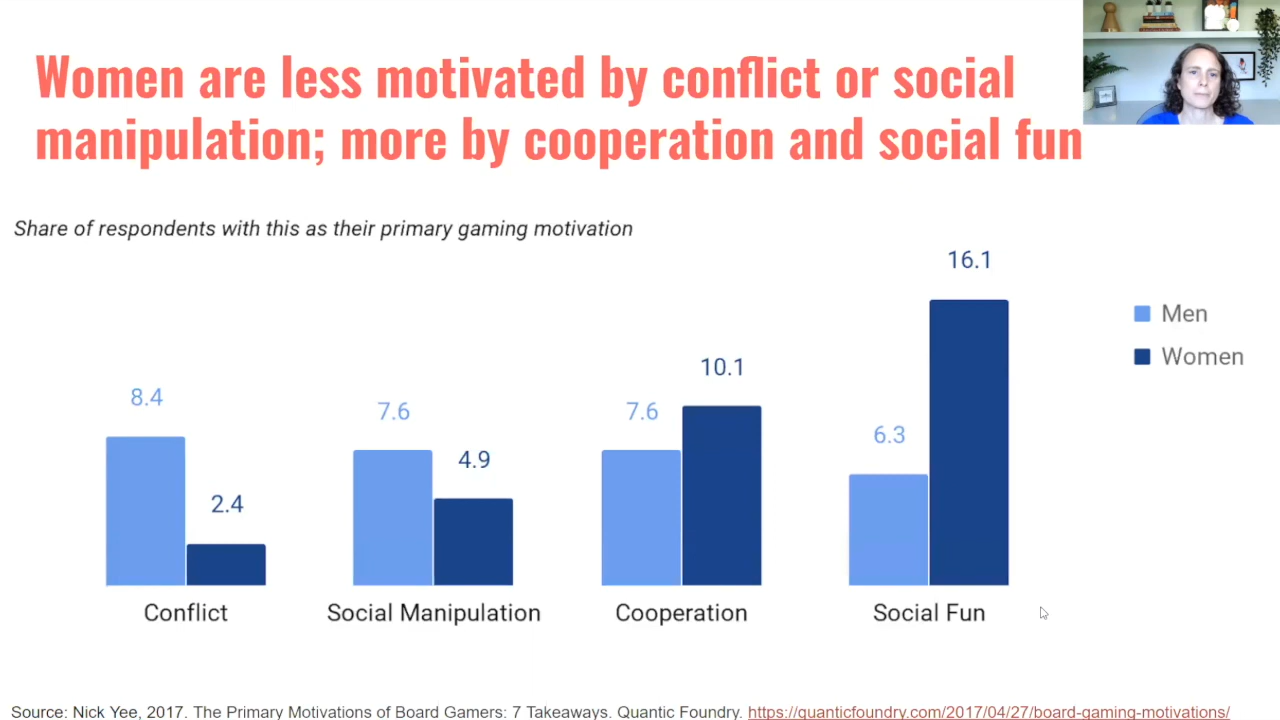 Women are less motivated by conflict or social
manipulation; more by cooperation and social fun
Share of respondents with this as their primary gaming motivation
16.1
Men
Women
10.1
8.4
7.6
7.6
6.3
4.9
2.4
Conflict
Social Manipulation
Cooperation
Social Fun
Source: Nick Yee, 2017. The Primary Motivations of Board Gamers: 7 Takeaways. Quantic Foundry. https://quanticfoundry.com/2017/04/27/board-gaming-motivations/